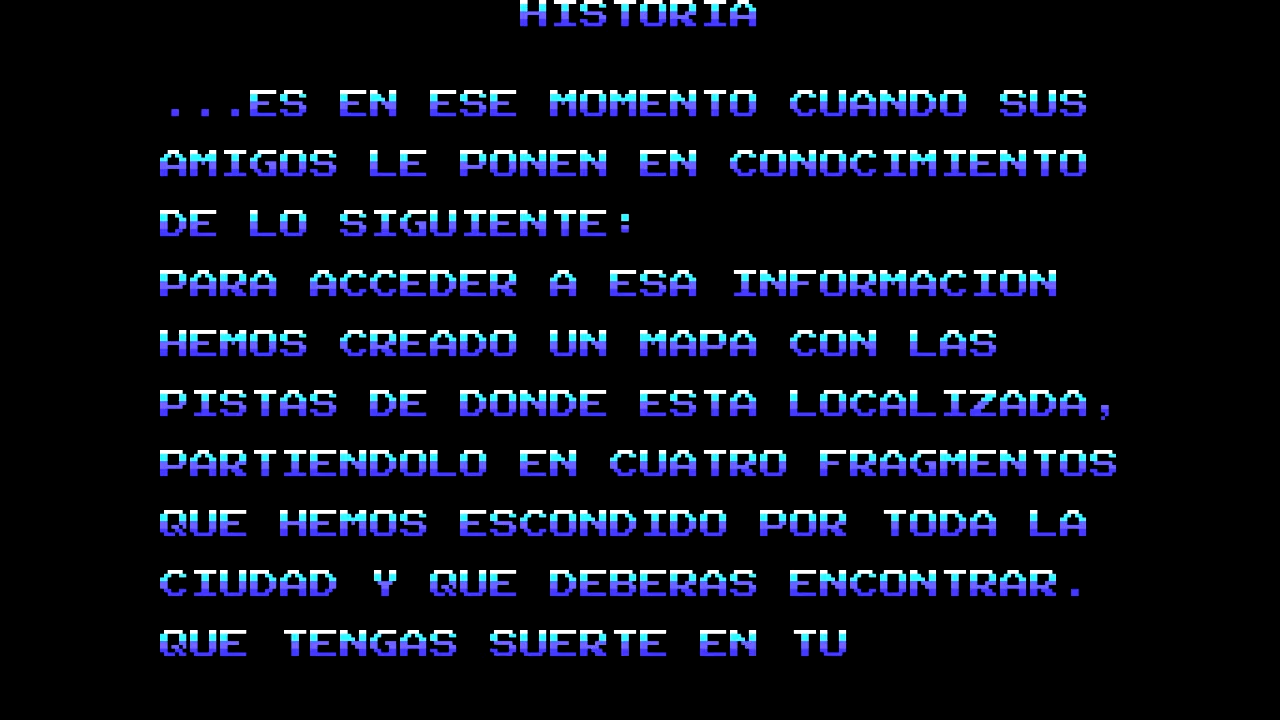 HISTORIA
...ES EN ESE MOMENTO CUANDO SUS
AMIGOS LE PONEN EN CONOCIMIENTO
DE LO SIGUIENTE:
PARA ACCEDER A ESA INFORMACION
HEMOS CREADO UN MAPA CON LAS
PISTAS DE DONDE ESTA LOCALIZADA,
PARTIENDOLO EN CUATRO FRAGMENTOS
QUE HEMOS ESCONDIDO POR TODA LA
CIUDAD Y QUE DEBERAS ENCONTRAR.
QUE TENGAS SUERTE EN TU